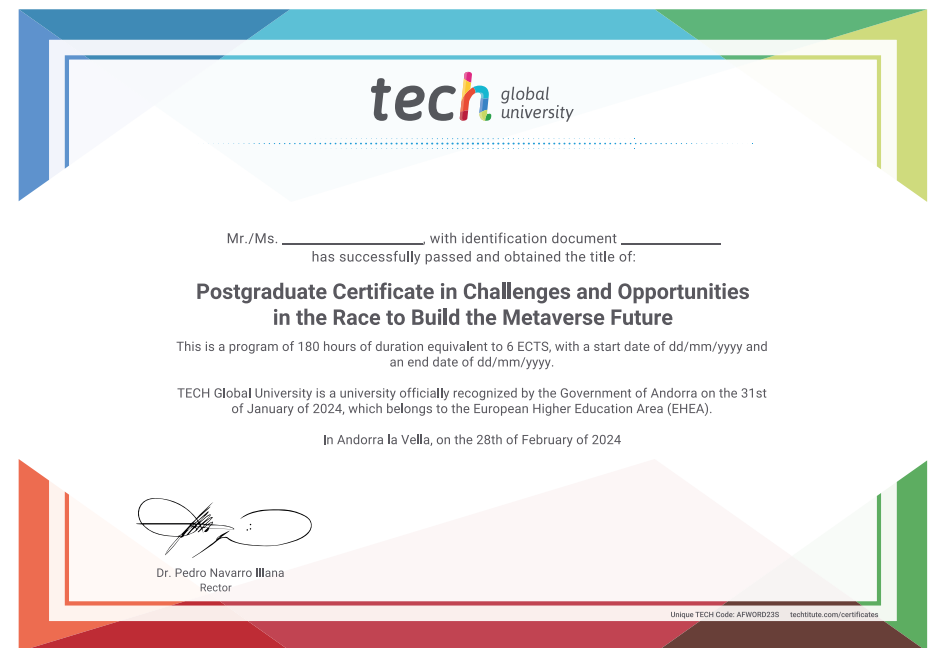 tech global
university
Mr./Ms. ____________________, with identification document ______________
has successfully passed and obtained the title of:
Postgraduate Certificate in Challenges and Opportunities
in the Race to Build the Metaverse Future
This is a program of 180 hours of duration equivalent to 6 ECTS, with a start date of dd/mm/yyyy and
an end date of dd/mm/yyyy.
TECH Global University is a university officially recognized by the Government of Andorra on the 31st
of January of 2024, which belongs to the European Higher Education Area (EHEA).
In Andorra la Vella, on the 28th of February of 2024
Dr. Pedro Navarro Illana
Rector
Unique TECH Code: AFWORD23S techtitute.com/certificates